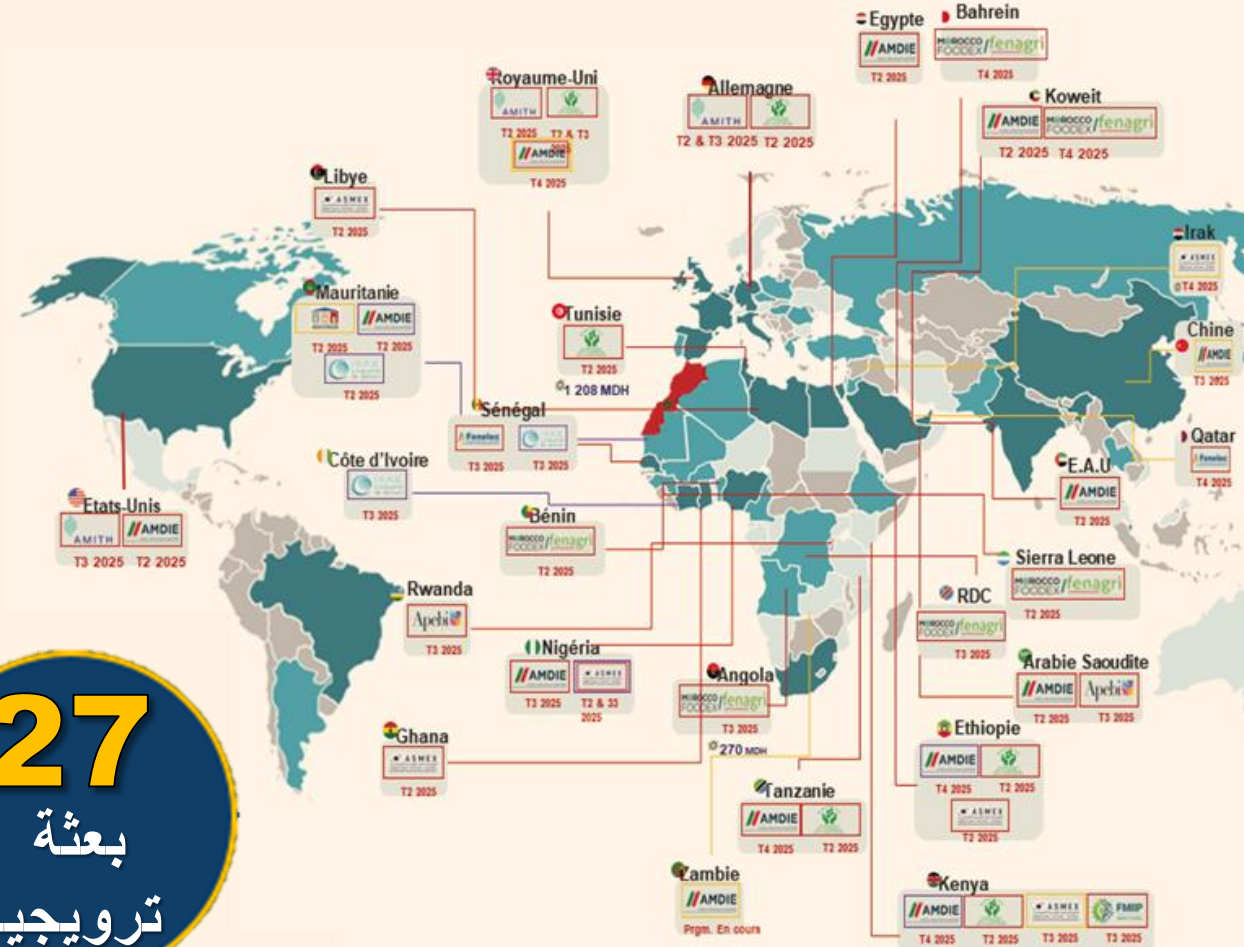 Egypte
AMDIE
T2 2025
Bahrein
MOROCCO FOODEX/fenagri
T4 2025
Royaume-Uni
AMITH
T2 2025 T2 & T3
AMDIE
T4 2025
Allemagne
AMITH
T2 & T3 2025 T2 2025
Koweit
AMDIE MOROCCO FOODEX/fenagri
T2 2025 T4 2025
Libye
ASMEX
T2 2025
Irak
ASMEX
T4 2025
Mauritanie
AMDIE
T2 2025 T2 2025
T2 2025
Tunisie
T2 2025
1 208 MDH
Chine
AMDIE
T3 2025
Sénégal
Fenelec
T3 2025 T3 2025
Qatar
Fenelec
T4 2025
Côte d'Ivoire
T3 2025
E.A.U
AMDIE
T2 2025
Etats-Unis
AMITH AMDIE
T3 2025 T2 2025
Bénin
MOROCCO FOODEX/fenagri
T2 2025
Sierra Leone
MOROCCO FOODEX/fenagri
T2 2025
Rwanda
Apebi
T3 2025
RDC
MOROCCO FOODEX/fenagri
T3 2025
Nigéria
AMDIE ASMEX
T3 2025 T2 & 33
2025
Angola
MOROCCO FOODEX/fenagri
T3 2025
270 MDH
Arabie Saoudite
AMDIE Apebi
T2 2025 T3 2025
Ghana
ASMEX
T2 2025
Ethiopie
AMDIE
T4 2025 T2 2025
ASMEX
T2 2025
Tanzanie
AMDIE
T4 2025 T2 2025
Zambie
AMDIE
Prgm. En cours
Kenya
AMDIE ASMEX FMIIP
T4 2025 T2 2025 T3 2025 T3 2025
27
بعثة
ترويجية